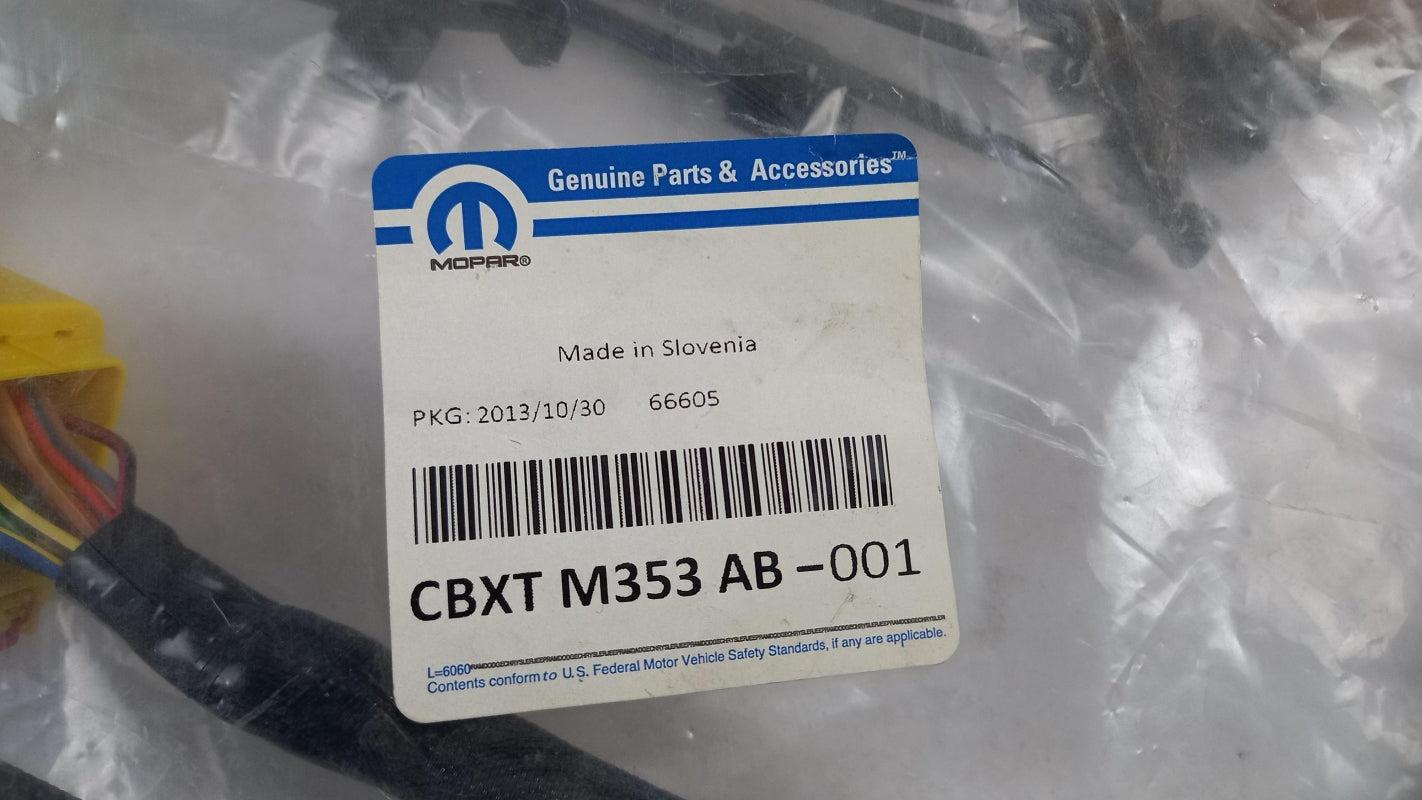 Genuine Parts & Accessories™
MOPAR®
Made in Slovenia
PKG: 2013/10/30 66605
CBXT M353 AB -001
L=6060
Contents conform to U.S. Federal Motor Vehicle Safety Standards, if any are applicable.